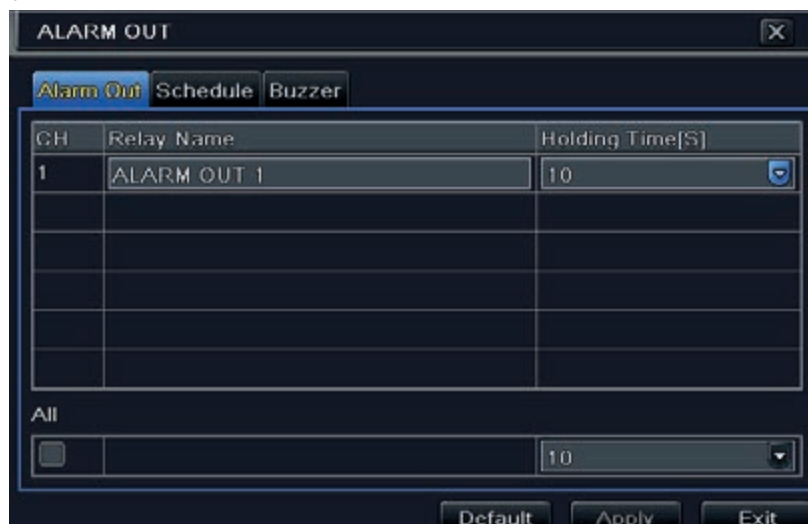 ALARM OUT
Alarm Out Schedule Buzzer
CH Relay Name Holding Time[S]
1 ALARM OUT 1 10
All
10
Default Apply Exit